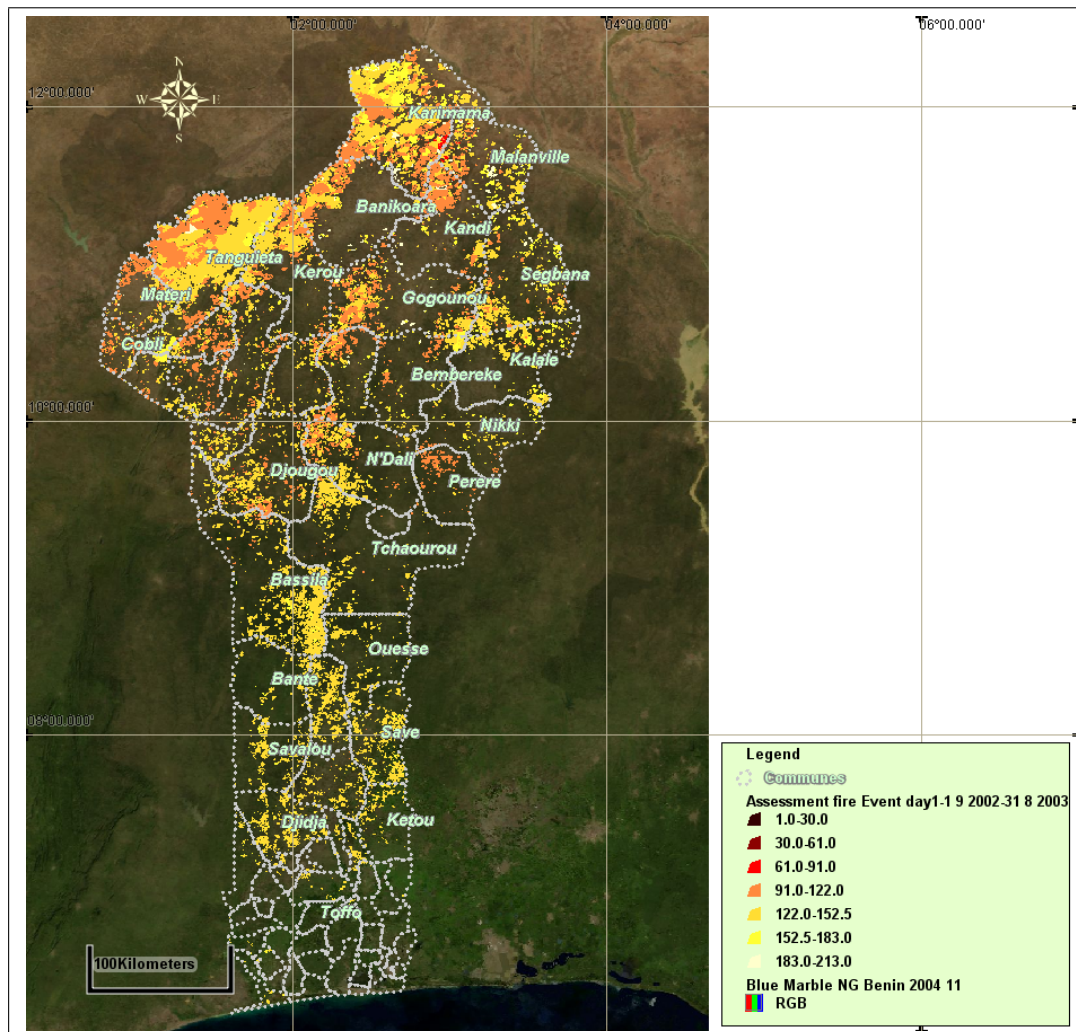 02°00.000'
04°00.000'
06°00.000'
N
W
E
S
12°00.000'
Karimama
Malanville
Banikoara
Kandi
Tanguieta
Kerou
Segbana
Materi
Gogounou
Cobli
Kalale
Bembereke
10°00.000'
Nikki
N'Dali
Djougou
Perere
Tchaourou
Bassila
Ouesse
Bante
08°00.000'
Save
Savalou
Djidja
Ketou
Toffo
100Kilometers
Legend
Communes
Assessment fire Event day1-1 9 2002-31 8 2003
1.0-30.0
30.0-61.0
61.0-91.0
91.0-122.0
122.0-152.5
152.5-183.0
183.0-213.0
Blue Marble NG Benin 2004 11
RGB